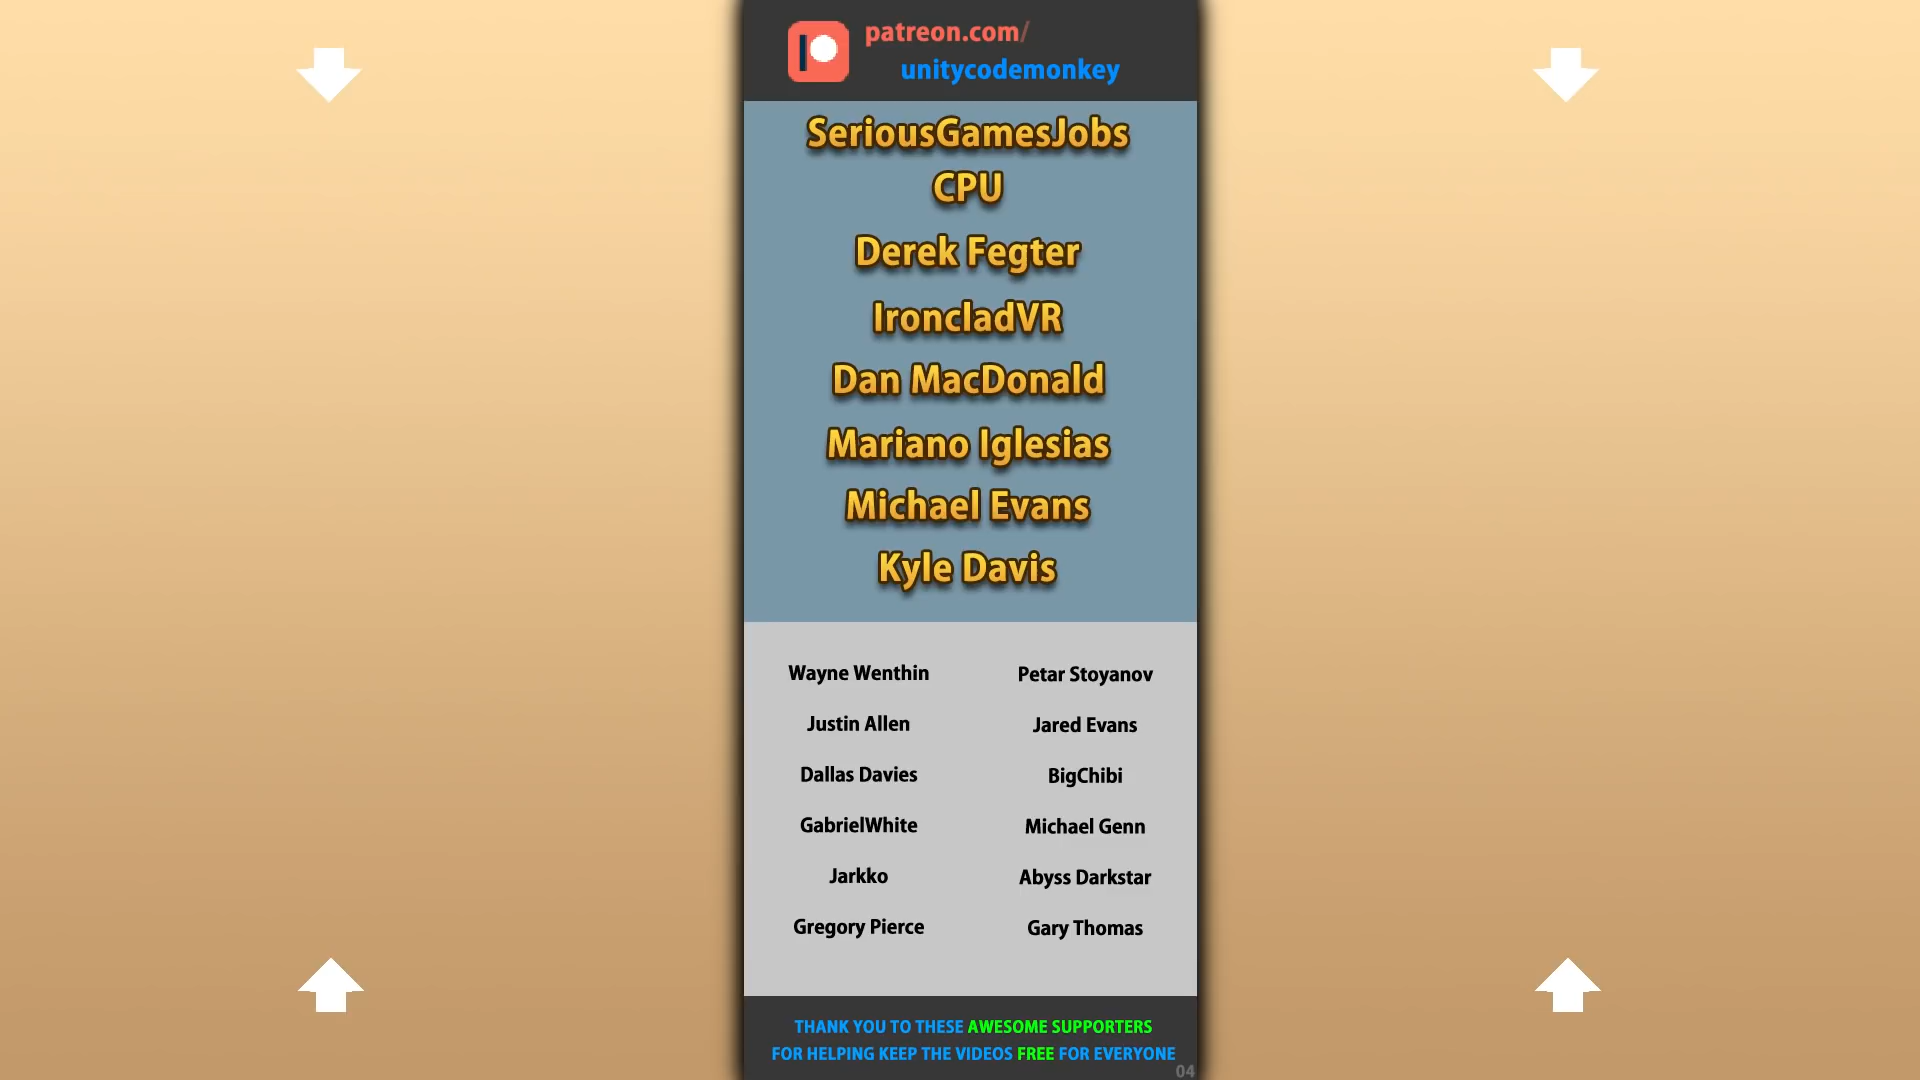 patreon.com/
unitycodemonkey
SeriousGamesJobs
CPU
Derek Fegter
IroncladVR
Dan MacDonald
Mariano Iglesias
Michael Evans
Kyle Davis
Wayne Wenthin
Petar Stoyanov
Justin Allen
Jared Evans
Dallas Davies
BigChibi
GabrielWhite
Michael Genn
Jarkko
Abyss Darkstar
Gregory Pierce
Gary Thomas
THANK YOU TO THESE AWESOME SUPPORTERS
FOR HELPING KEEP THE VIDEOS FREE FOR EVERYONE
04